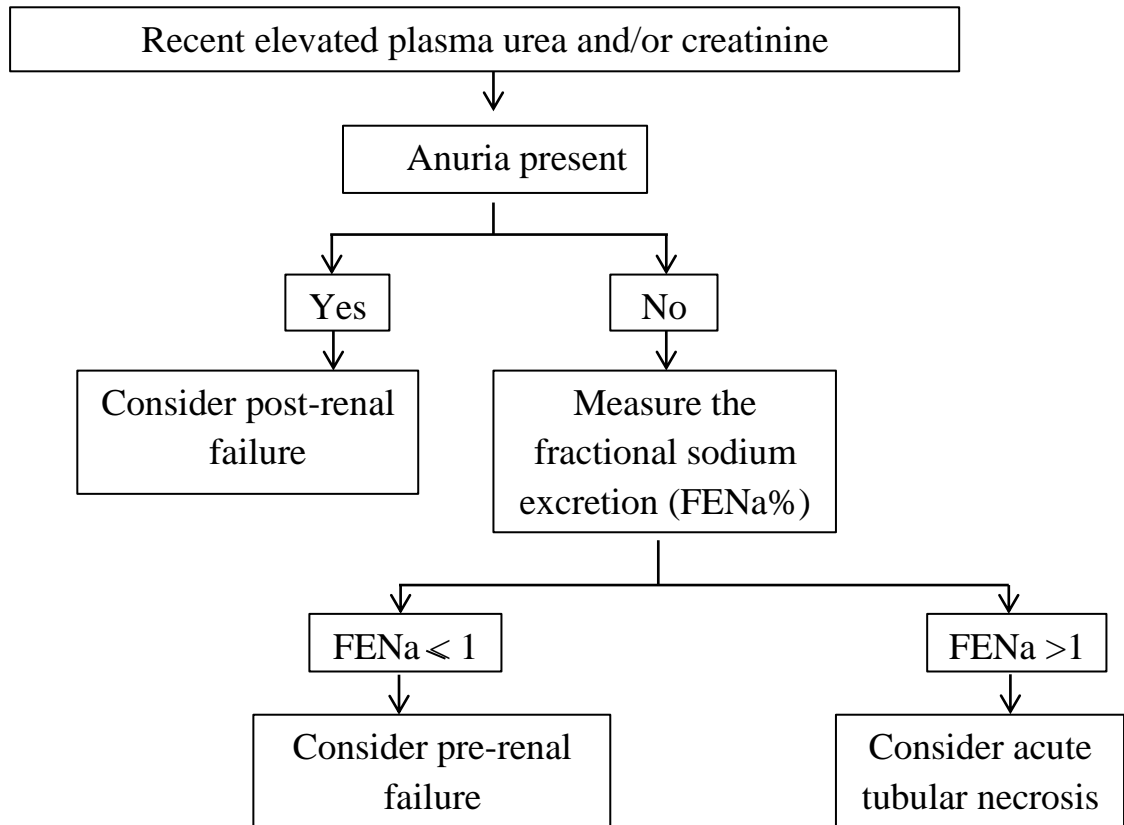 Recent elevated plasma urea and/or creatinine
Anuria present
Yes
No
Consider post-renal
failure
Measure the
fractional sodium
excretion (FENa%)
FENa < 1
FENa >1
Consider pre-renal
failure
Consider acute
tubular necrosis